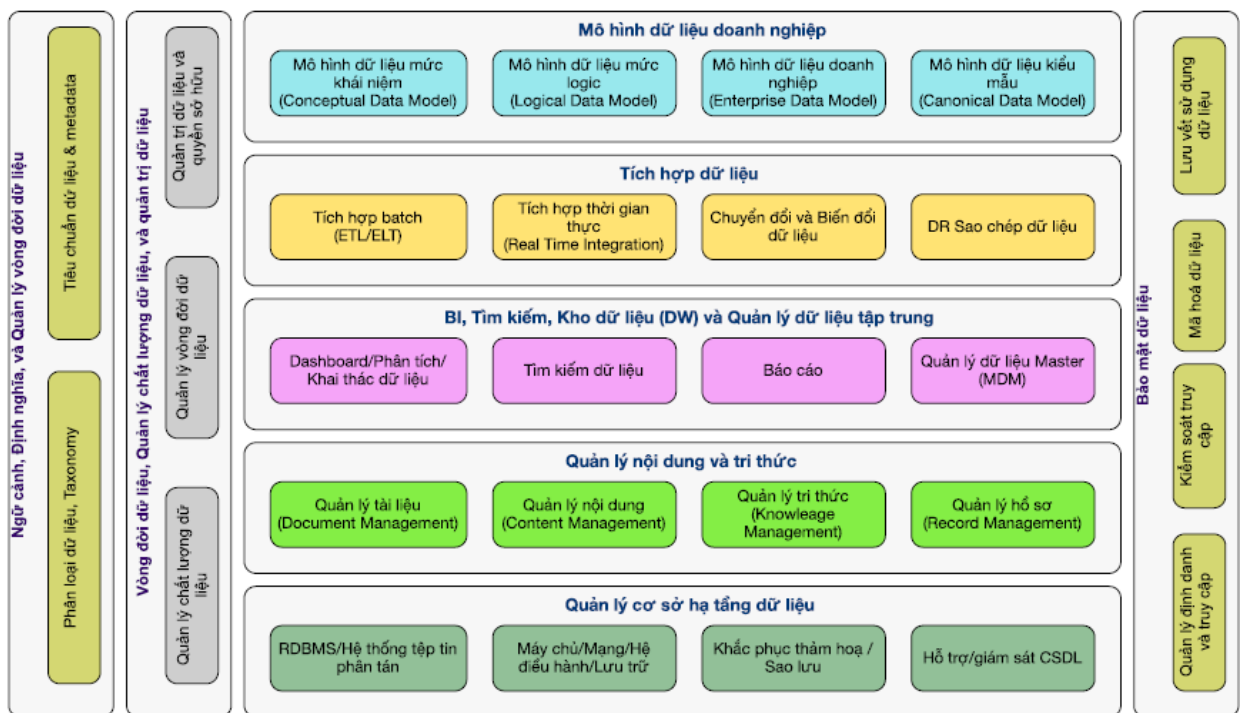 Ngữ cảnh, Định nghĩa, và Quản lý vòng đời dữ liệu
Tiêu chuẩn dữ liệu & metadata
Phân loại dữ liệu, Taxonomy
Vòng đời dữ liệu, Quản lý chất lượng dữ liệu, và quản trị dữ liệu
Quản trị dữ liệu và
quyền sở hữu
Quản lý vòng đời dữ
liệu
Quản lý chất lượng dữ
liệu
Mô hình dữ liệu doanh nghiệp
Mô hình dữ liệu mức
khái niệm
(Conceptual Data Model)
Mô hình dữ liệu mức
logic
(Logical Data Model)
Mô hình dữ liệu doanh
nghiệp
(Enterprise Data Model)
Mô hình dữ liệu kiểu
mẫu
(Canonical Data Model)
Tích hợp dữ liệu
Tích hợp batch
(ETL/ELT)
Tích hợp thời gian
thực
(Real Time Integration)
Chuyển đổi và Biến đổi
dữ liệu
DR Sao chép dữ liệu
BI, Tìm kiếm, Kho dữ liệu (DW) và Quản lý dữ liệu tập trung
Dashboard/Phân tích/
Khai thác dữ liệu
Tìm kiếm dữ liệu
Báo cáo
Quản lý dữ liệu Master
(MDM)
Quản lý nội dung và tri thức
Quản lý tài liệu
(Document Management)
Quản lý nội dung
(Content Management)
Quản lý tri thức
(Knowleage
Management)
Quản lý hồ sơ
(Record Management)
Quản lý cơ sở hạ tầng dữ liệu
RDBMS/Hệ thống tệp tin
phân tán
Máy chủ/Mạng/Hệ
điều hành/Lưu trữ
Khắc phục thảm hoạ /
Sao lưu
Hỗ trợ/giám sát CSDL
Bảo mật dữ liệu
Lưu vết sử dụng
dữ liệu
Mã hoá dữ liệu
Kiểm soát truy
cập
Quản lý định danh
và truy cập